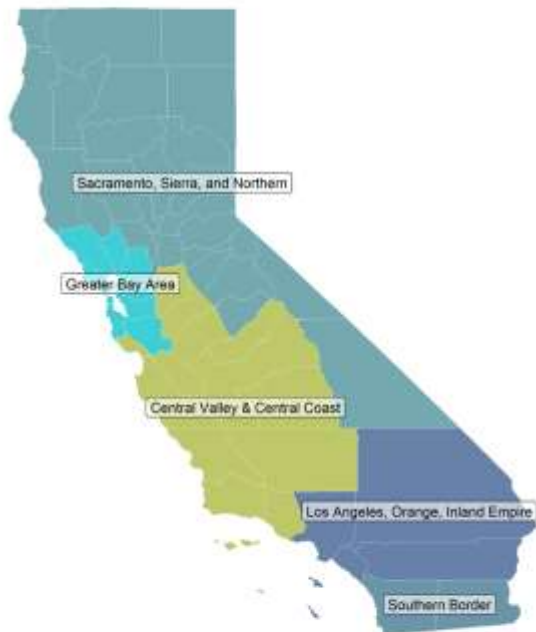 Sacramento, Sierra, and Northern
Greater Bay Area
Central Valley & Central Coast
Los Angeles, Orange, Inland Empire
Southern Border